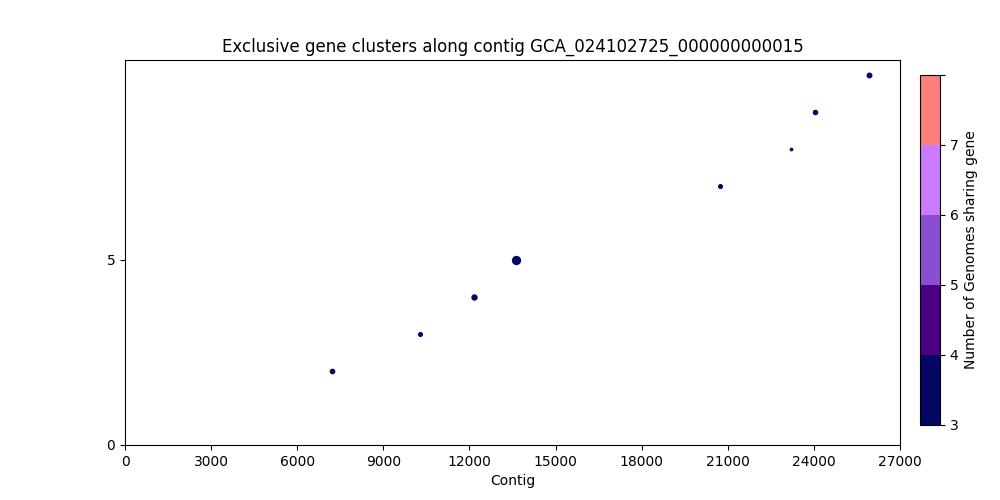 Exclusive gene clusters along contig GCA_024102725_000000000015
5
0
0 3000 6000 9000 12000 15000 18000 21000 24000 27000
Contig
7
6
5
4
3
Number of Genomes sharing gene